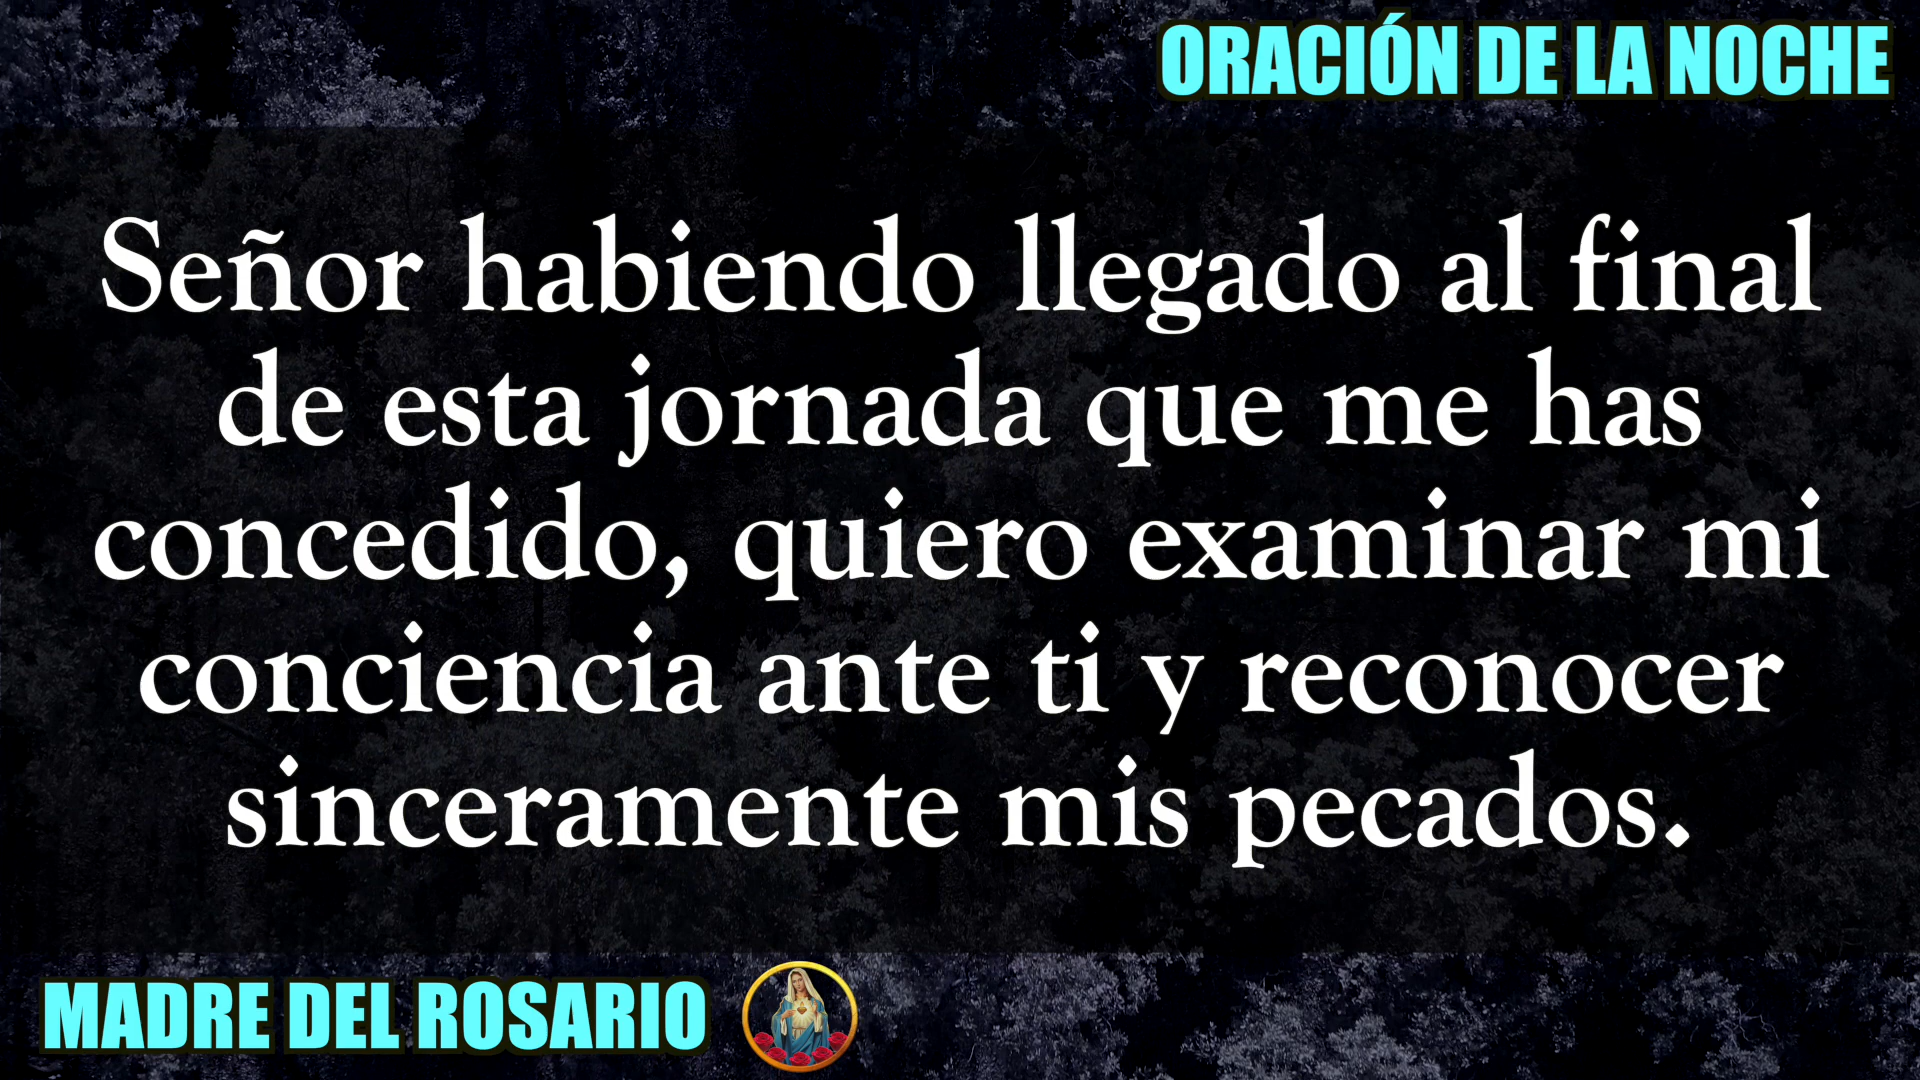 ORACIÓN DE LA NOCHE
Señor habiendo llegado al final
de esta jornada que me has
concedido, quiero examinar mi
conciencia ante ti y reconocer
sinceramente mis pecados.
MADRE DEL ROSARIO